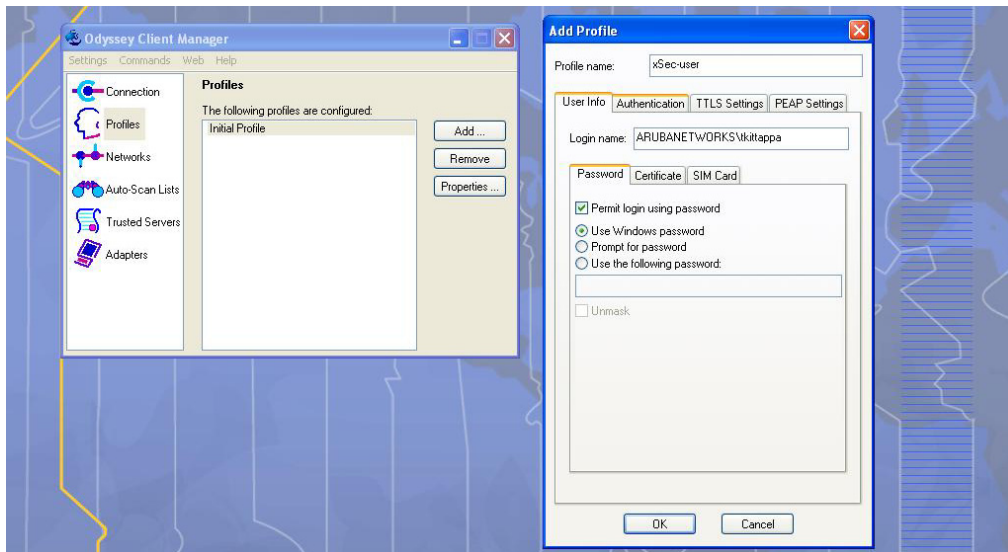 Odyssey Client Manager
Settings Commands Web Help
Connection
Profiles
Networks
Auto-Scan Lists
Trusted Servers
Adapters
Profiles
The following profiles are configured:
Initial Profile
Add ...
Remove
Properties ...
Add Profile
Profile name: xSec-user
User Info Authentication TTLS Settings PEAP Settings
Login name: ARUBANETWORKS\tkittappa
Password Certificate SIM Card
Permit login using password
Use Windows password
Prompt for password
Use the following password:
Unmask
OK Cancel